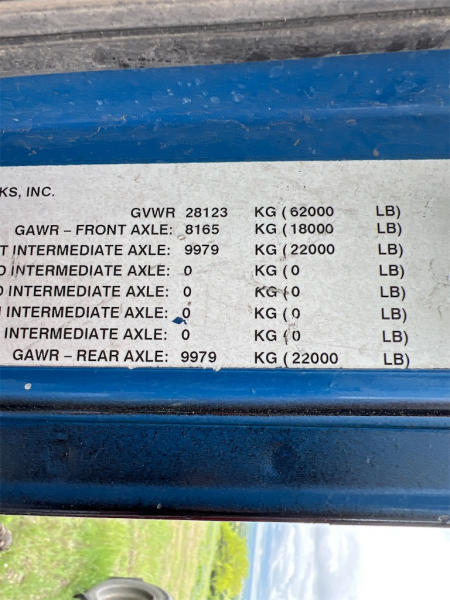 KS, INC.
GVWR 28123 KG ( 62000 LB)
GAWR – FRONT AXLE: 8165 KG ( 18000 LB)
T INTERMEDIATE AXLE: 9979 KG ( 22000 LB)
D INTERMEDIATE AXLE: 0 KG ( 0 LB)
D INTERMEDIATE AXLE: 0 KG ( 0 LB)
H INTERMEDIATE AXLE: 0 KG ( 0 LB)
INTERMEDIATE AXLE: 0 KG ( 0 LB)
GAWR – REAR AXLE: 9979 KG ( 22000 LB)